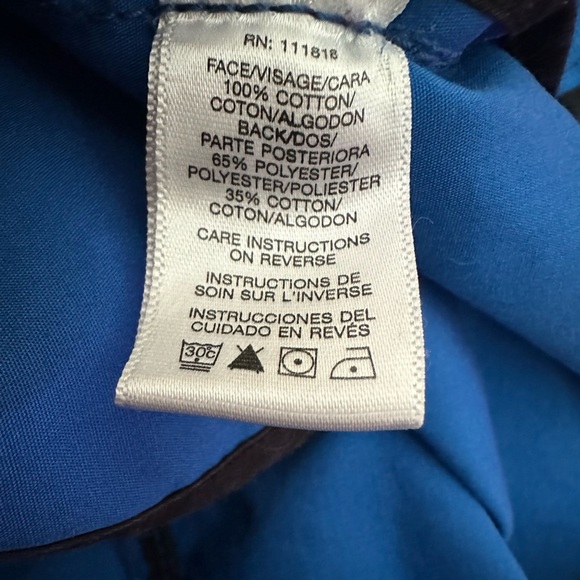 RN: 111818
FACE/VISAGE/CARA
100% COTTON/
COTON/ALGODON
BACK/DOS/
PARTE POSTERIORA
65% POLYESTER/
POLYESTER/POLIESTER
35% COTTON/
COTON/ALGODON
CARE INSTRUCTIONS
ON REVERSE
INSTRUCTIONS DE
SOIN SUR L'INVERSE
INSTRUCCIONES DEL
CUIDADO EN REVÉS
30c